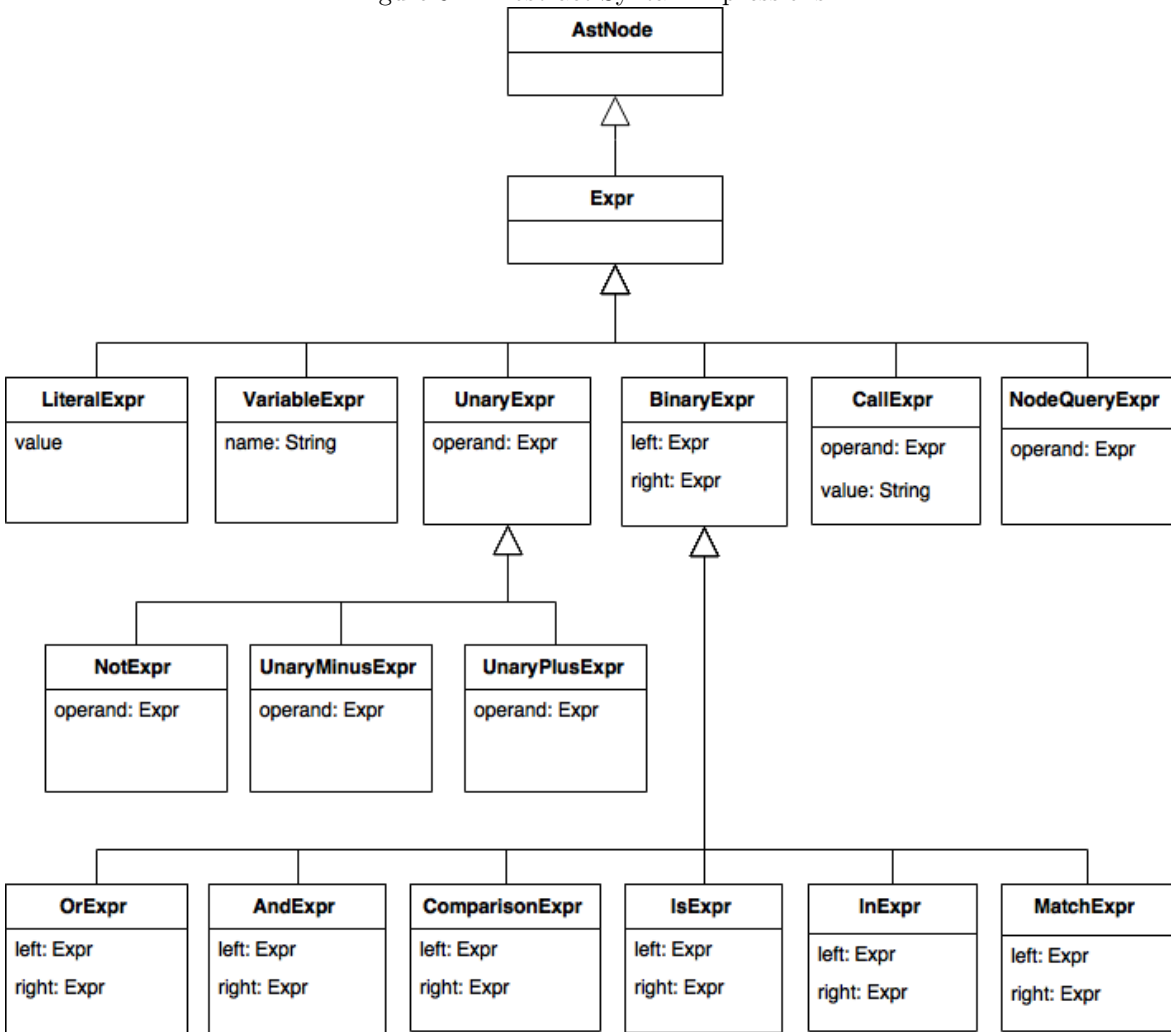 AstNode
Expr
LiteralExpr
value
VariableExpr
name: String
UnaryExpr
operand: Expr
BinaryExpr
left: Expr
right: Expr
CallExpr
operand: Expr
value: String
NodeQueryExpr
operand: Expr
NotExpr
operand: Expr
UnaryMinusExpr
operand: Expr
UnaryPlusExpr
operand: Expr
OrExpr
left: Expr
right: Expr
AndExpr
left: Expr
right: Expr
ComparisonExpr
left: Expr
right: Expr
IsExpr
left: Expr
right: Expr
InExpr
left: Expr
right: Expr
MatchExpr
left: Expr
right: Expr